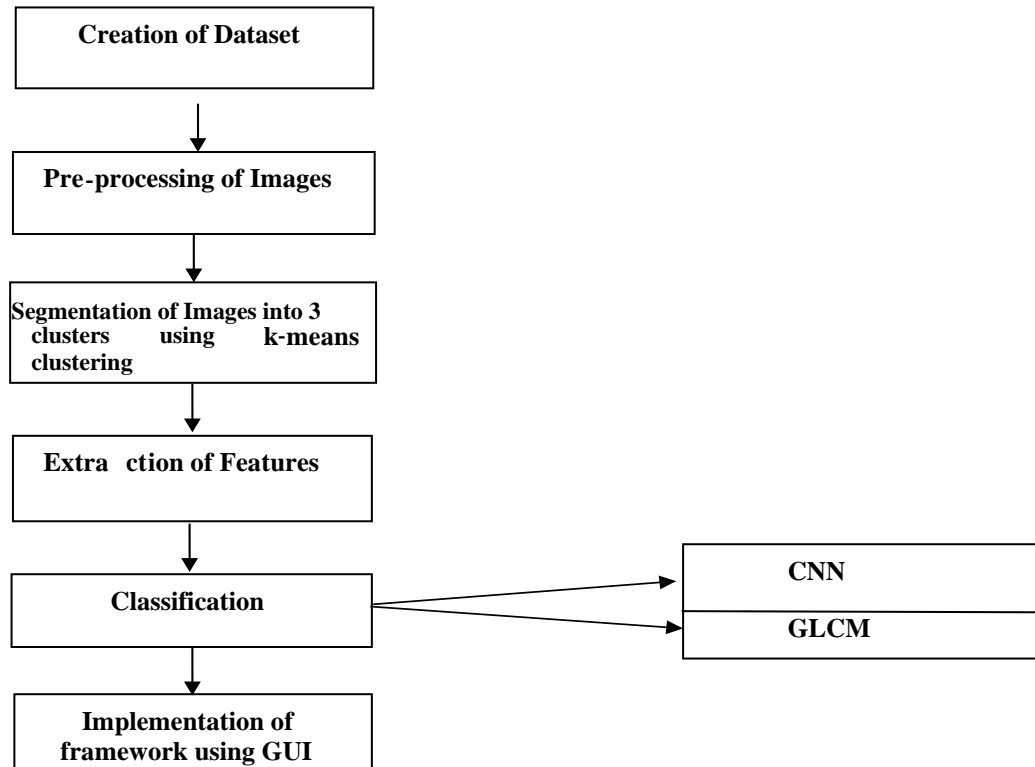 Creation of Dataset
Pre-processing of Images
Segmentation of Images into 3
clusters using k-means
clustering
Extra ction of Features
Classification
CNN
GLCM
Implementation of
framework using GUI